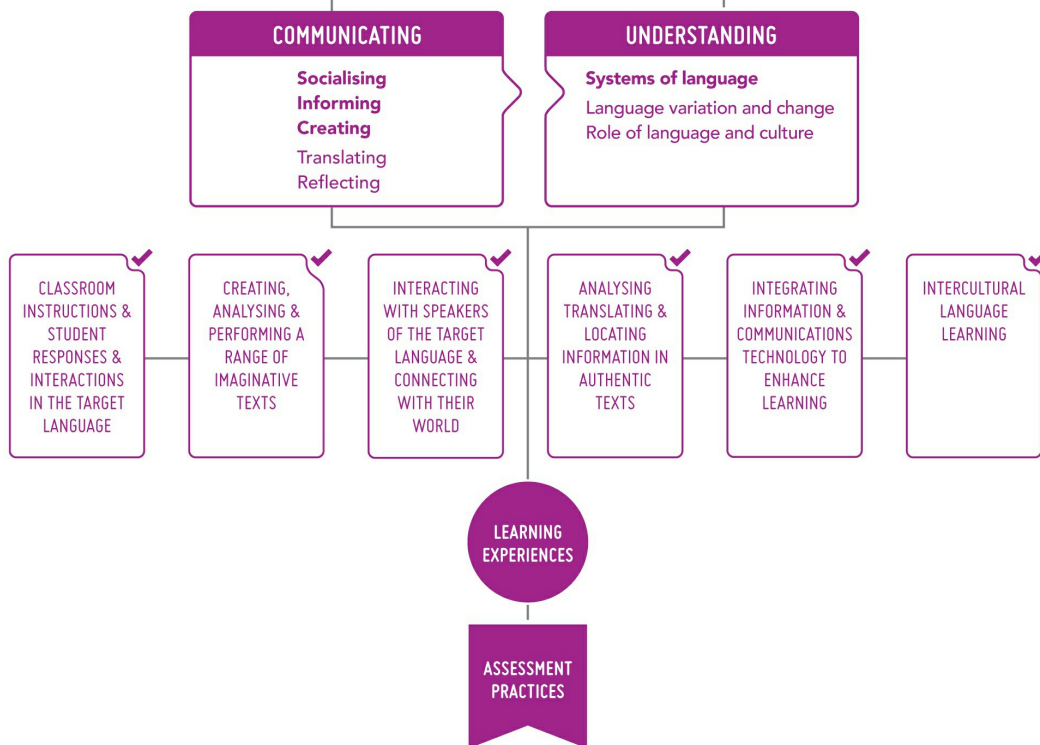 COMMUNICATING
Socialising
Informing
Creating
Translating
Reflecting
UNDERSTANDING
Systems of language
Language variation and change
Role of language and culture
CLASSROOM
INSTRUCTIONS &
STUDENT
RESPONSES &
INTERACTIONS
IN THE TARGET
LANGUAGE
CREATING,
ANALYSING &
PERFORMING A
RANGE OF
IMAGINATIVE
TEXTS
INTERACTING
WITH SPEAKERS
OF THE TARGET
LANGUAGE &
CONNECTING
WITH THEIR
WORLD
ANALYSING
TRANSLATING &
LOCATING
INFORMATION IN
AUTHENTIC
TEXTS
INTEGRATING
INFORMATION &
COMMUNICATIONS
TECHNOLOGY TO
ENHANCE
LEARNING
INTERCULTURAL
LANGUAGE
LEARNING
LEARNING
EXPERIENCES
ASSESSMENT
PRACTICES